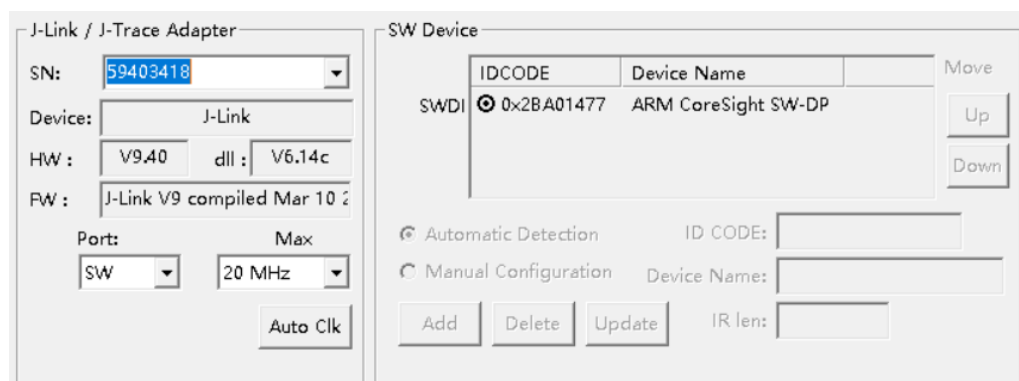 J-Link / J-Trace Adapter
SN: 59403418
Device: J-Link
HW : V9.40 dll : V6.14c
FW : J-Link V9 compiled Mar 10 2
Port: Max
SW 20 MHz
Auto Clk
SW Device
IDCODE Device Name Move
SWDI 0x2BA01477 ARM CoreSight SW-DP Up
Down
Automatic Detection ID CODE:
Manual Configuration Device Name:
Add Delete Update IR len: